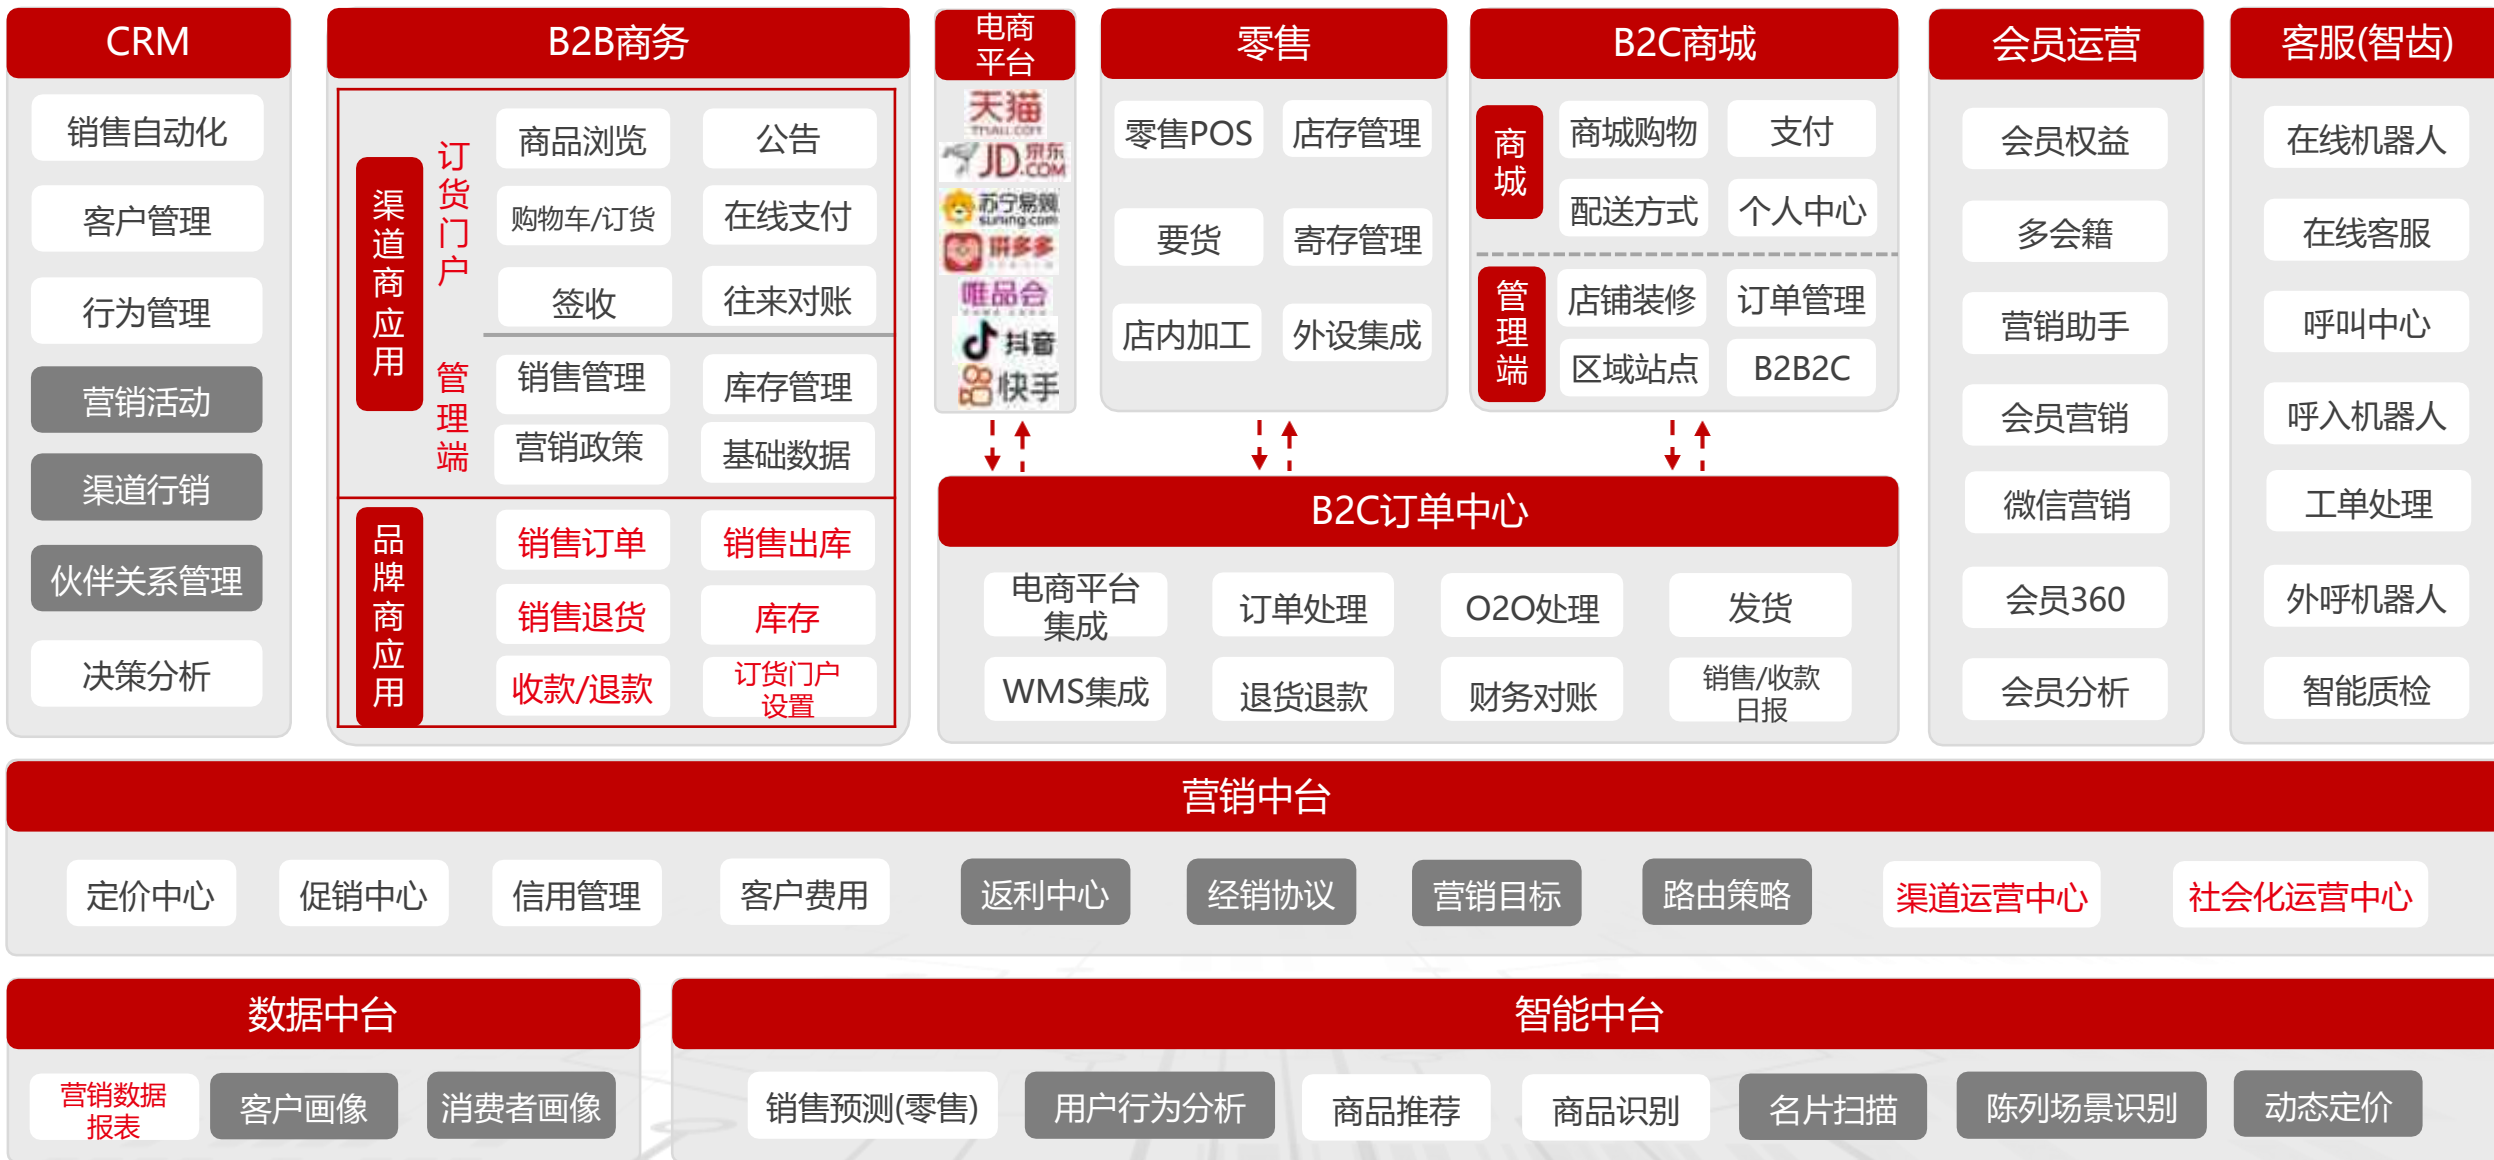 CRM
销售自动化
客户管理
行为管理
营销活动
渠道行销
伙伴关系管理
决策分析
B2B商务
渠道商应用
订货门户
商品浏览
公告
购物车/订货
在线支付
签收
往来对账
管理端
销售管理
库存管理
营销政策
基础数据
品牌商应用
销售订单
销售出库
销售退货
库存
收款/退款
订货门户
设置
电商
平台
天猫
TMALL.COM
JD京东
.COM
苏宁易购
suning.com
拼多多
唯品会
抖音
快手
零售
零售POS
店存管理
要货
寄存管理
店内加工
外设集成
B2C商城
商城
商城购物
支付
配送方式
个人中心
管理端
店铺装修
订单管理
区域站点
B2B2C
B2C订单中心
电商平台
集成
订单处理
O2O处理
发货
WMS集成
退货退款
财务对账
销售/收款
日报
会员运营
会员权益
多会籍
营销助手
会员营销
微信营销
会员360
会员分析
客服(智齿)
在线机器人
在线客服
呼叫中心
呼入机器人
工单处理
外呼机器人
智能质检
营销中台
定价中心
促销中心
信用管理
客户费用
返利中心
经销协议
营销目标
路由策略
渠道运营中心
社会化运营中心
数据中台
营销数据
报表
客户画像
消费者画像
智能中台
销售预测(零售)
用户行为分析
商品推荐
商品识别
名片扫描
陈列场景识别
动态定价